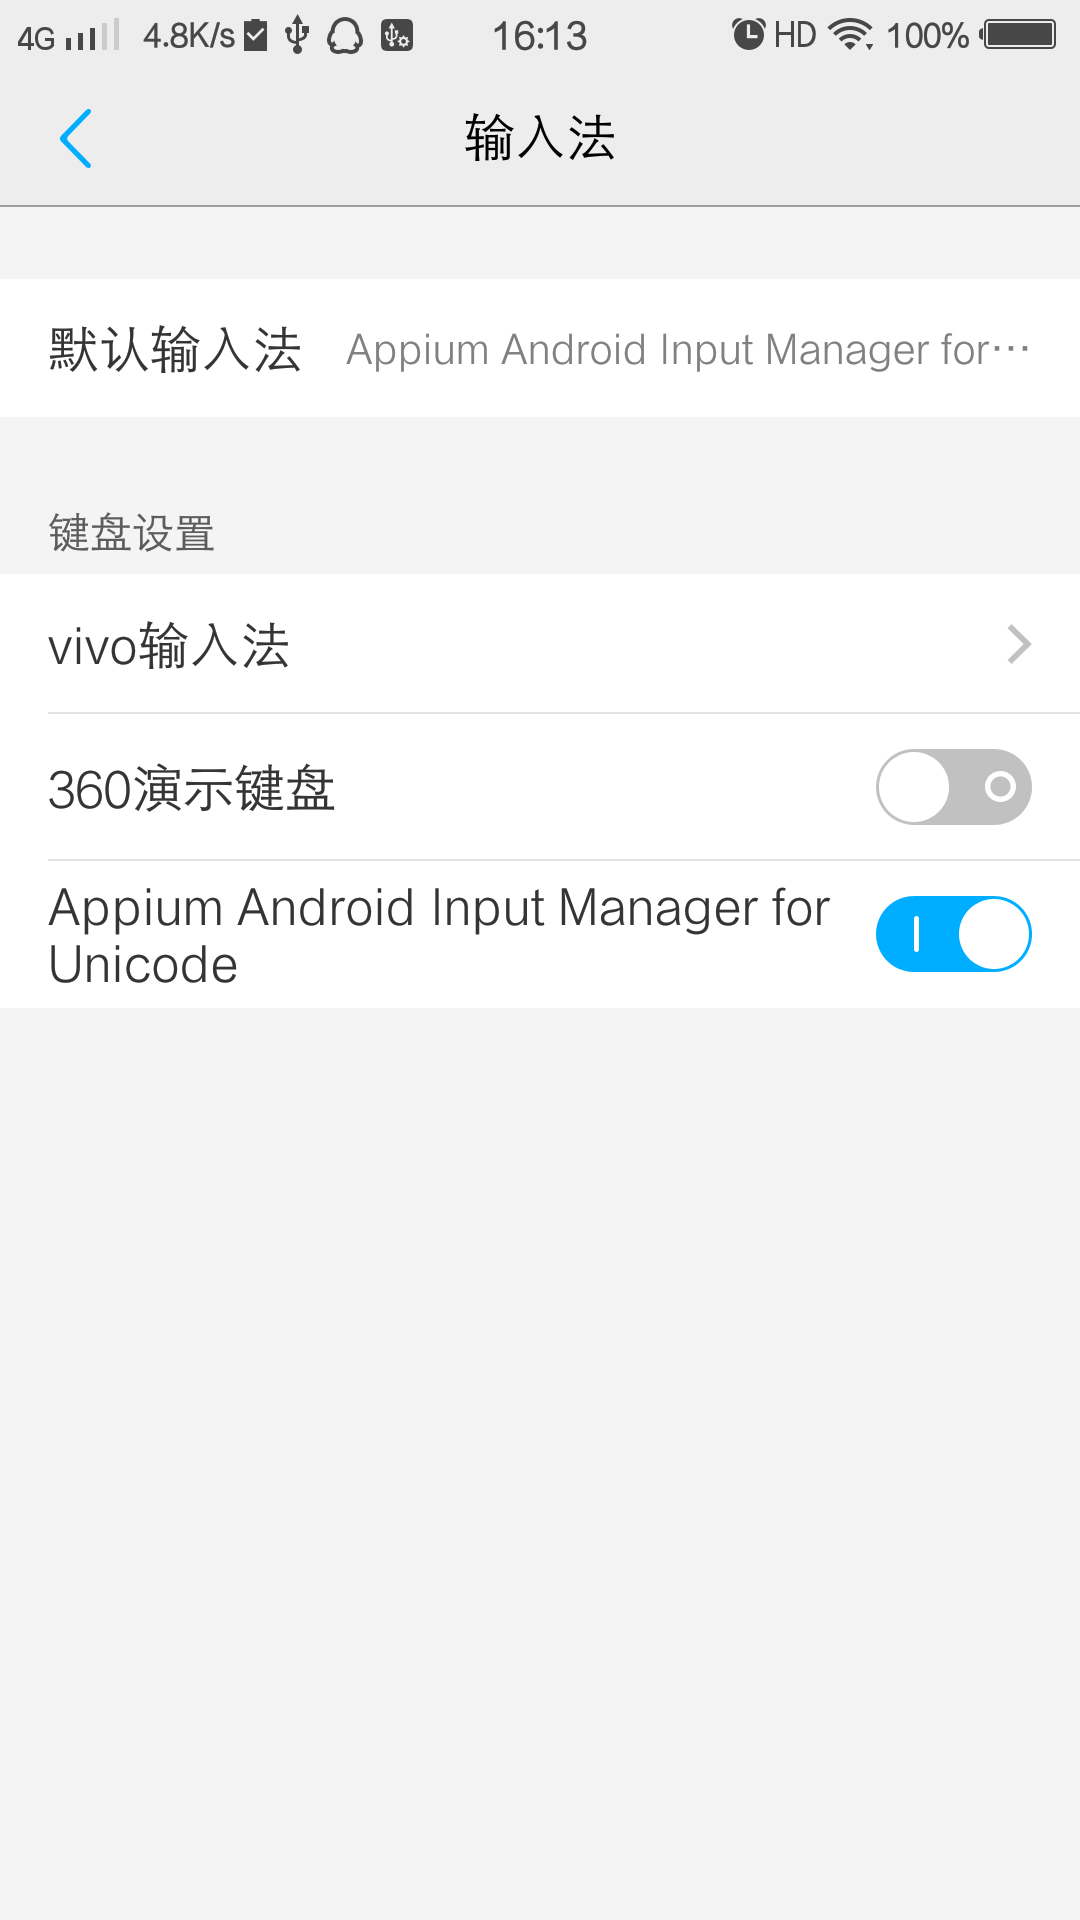 4G 4.8K/s 16:13 HD 100%
输入法
默认输入法 Appium Android Input Manager for···
键盘设置
vivo输入法
360演示键盘
Appium Android Input Manager for
Unicode